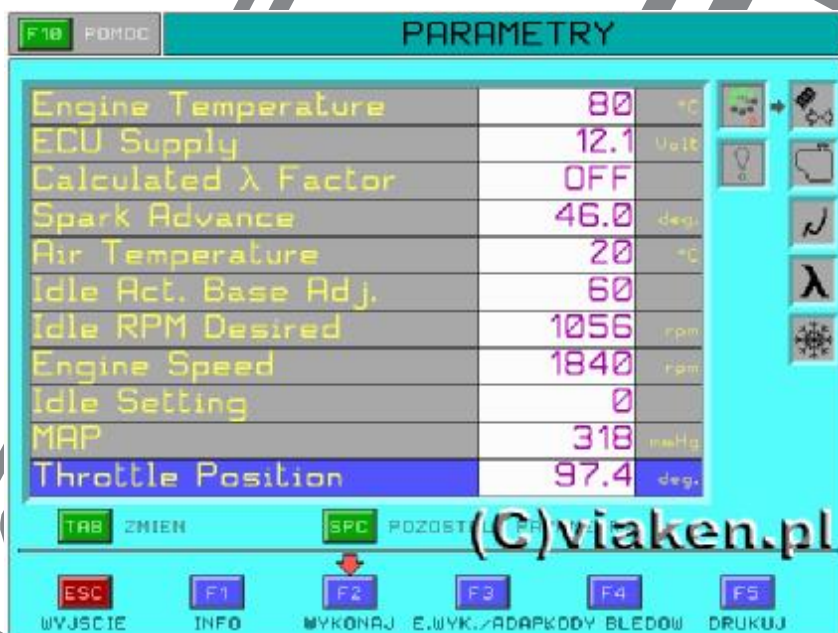 F10 POMOC PARAMETRY
Engine Temperature 80 °C
ECU Supply 12.1 Volt
Calculated λ Factor OFF
Spark Advance 46.0 deg.
Air Temperature 20 °C
Idle Act. Base Adj. 60
Idle RPM Desired 1056 rpm
Engine Speed 1840 rpm
Idle Setting 0
MAP 318 mmHg
Throttle Position 97.4 deg.
λ
TAB ZMIEN SPC
(C)viaken.pl
ESC F1 F2 F3 F4 F5
WYJSCIE INFO WYKONAJ E.WYK./ADAPKODY BLEDOW DRUKUJ